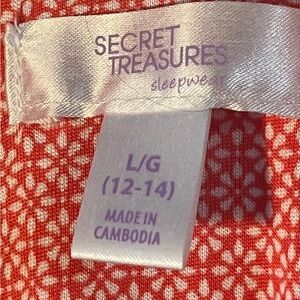 SECRET
TREASURES
sleepwear
L/G
(12-14)
MADE IN
CAMBODIA